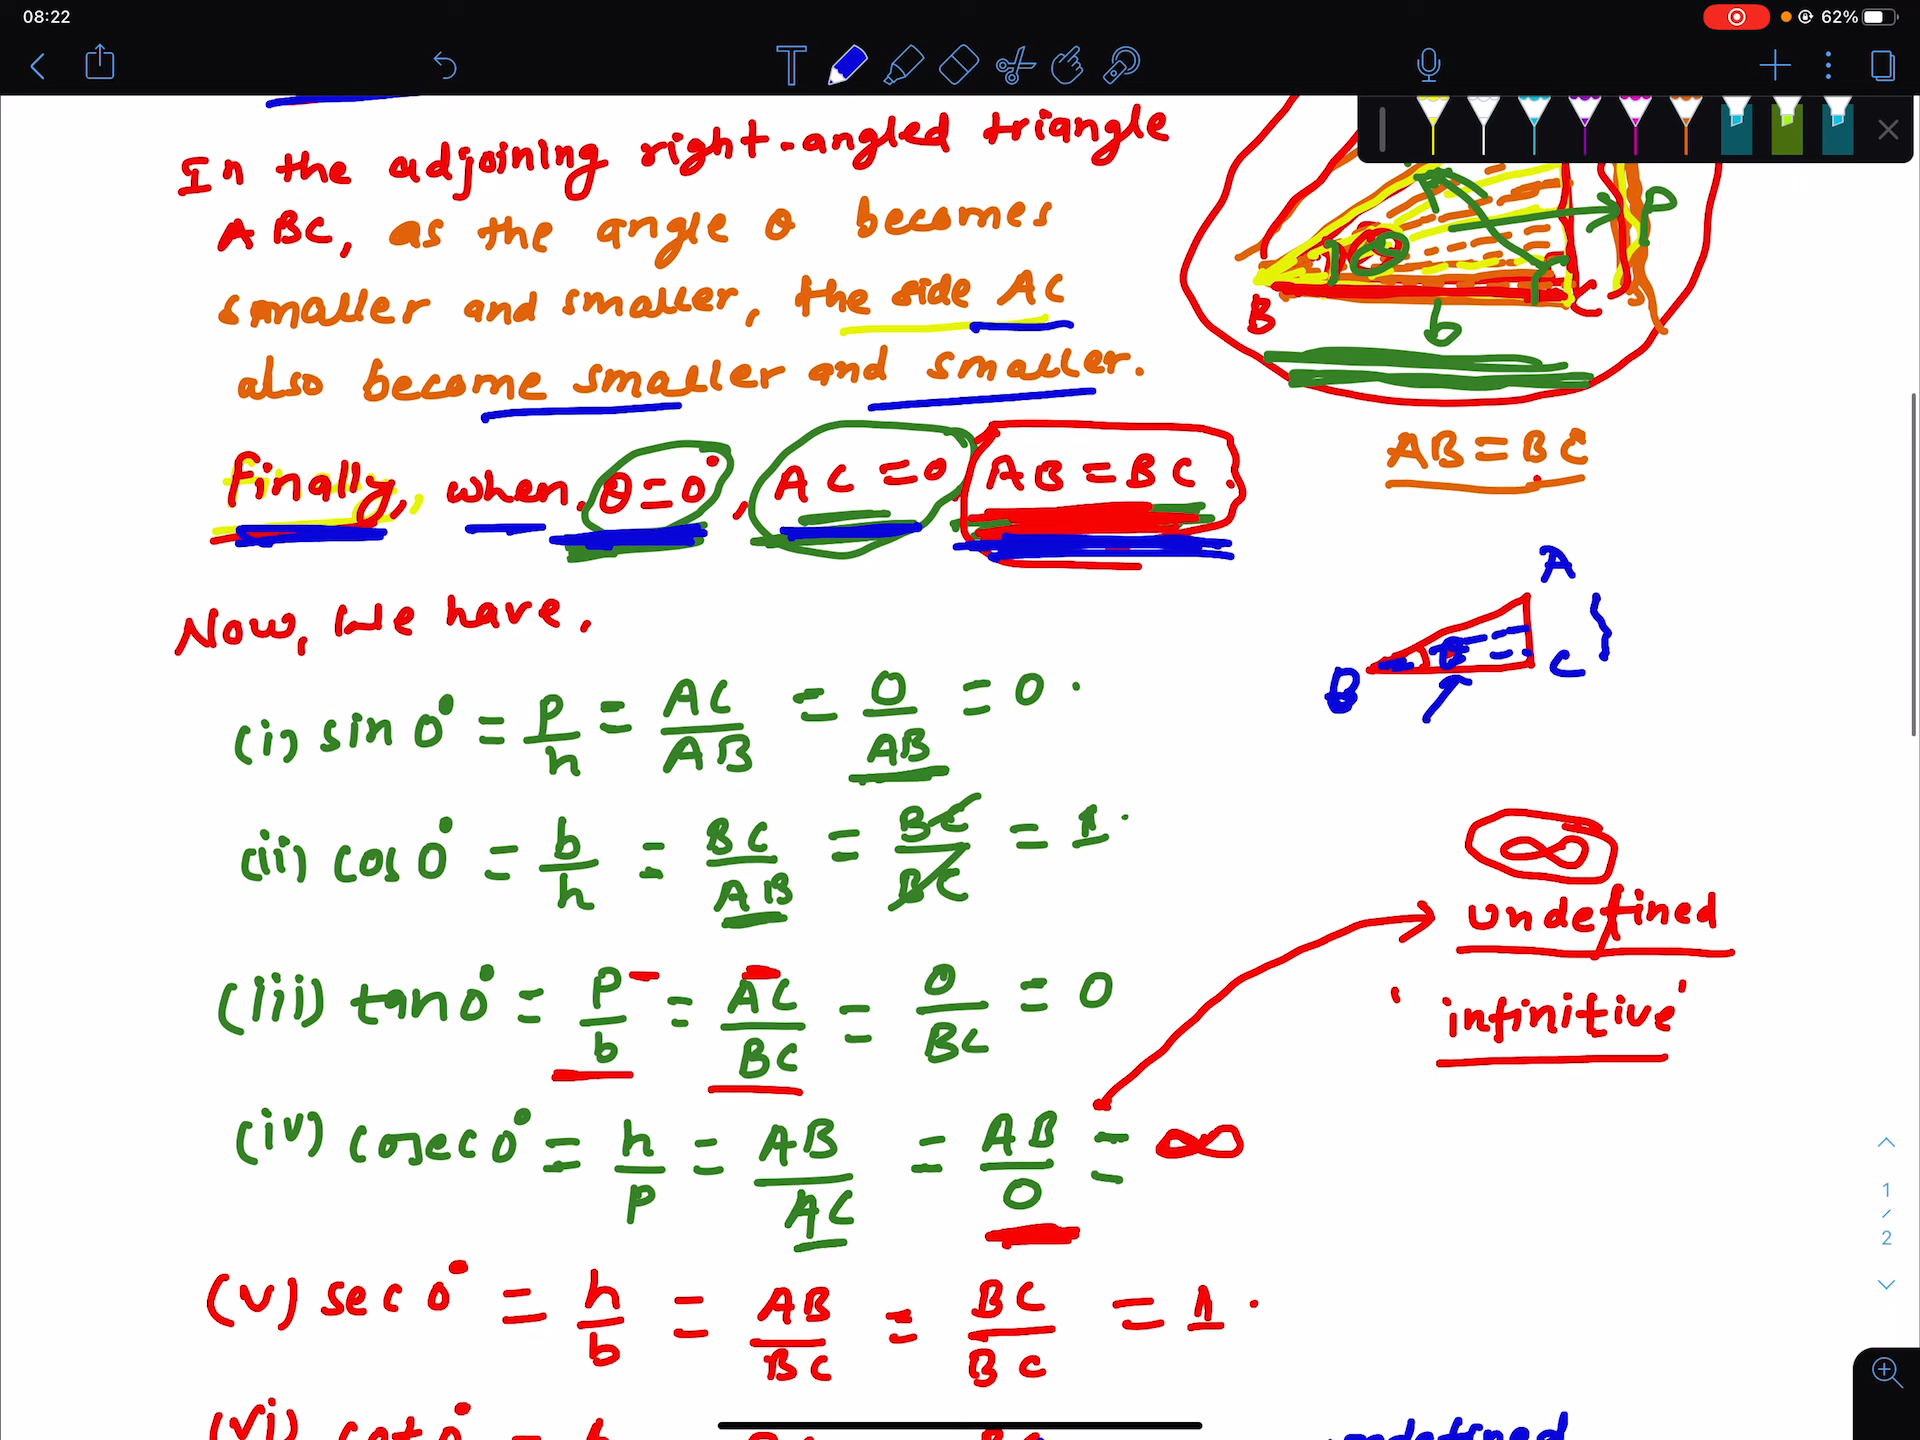 08:22
62%
In the adjoining right-angled triangle
ABC, as the angle θ becomes
smaller and smaller, the side AC
also become smaller and smaller.
Finally, when θ=0°, AC=0, AB=BC.
P
θ
B
C
b
AB=BC
A
B
θ
C
Now, We have,
(i) sin 0° = p/h = AC/AB = 0/AB = 0.
(ii) cos 0° = b/h = BC/AB = BC/BC = 1.
(iii) tan 0° = p/b = AC/BC = 0/BC = 0
(iv) cosec 0° = h/p = AB/AC = AB/0 = ∞
∞
undefined
'infinitive'
(v) sec 0° = h/b = AB/BC = BC/BC = 1.
(vi) cot 0° =
undefined
1
/
2